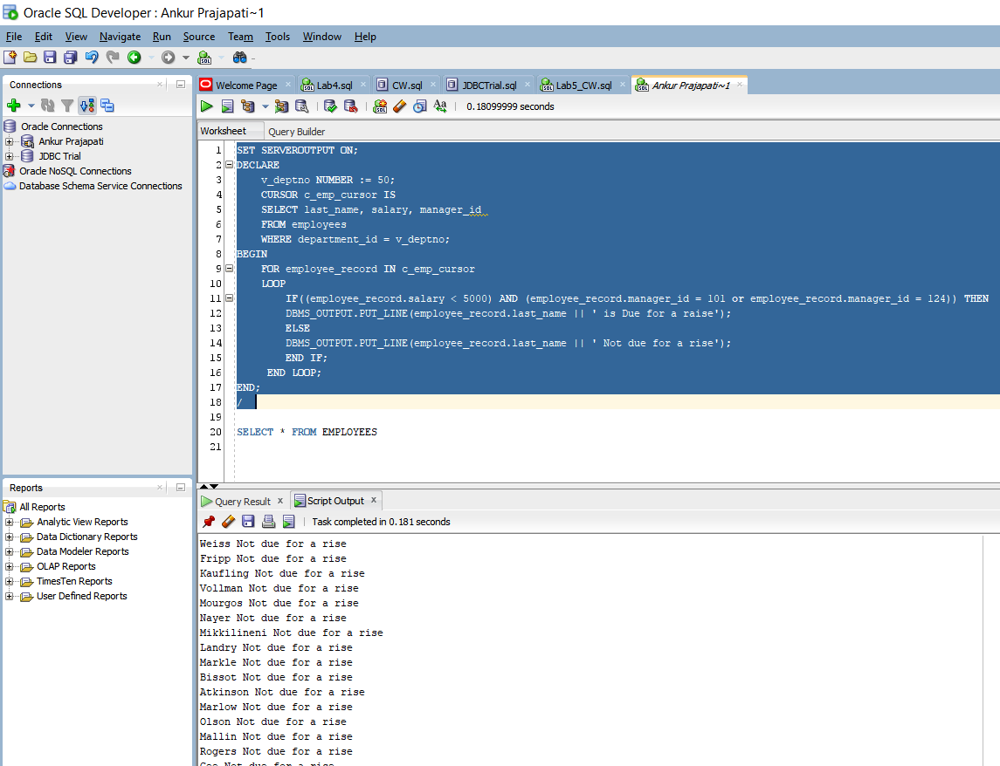 Oracle SQL Developer : Ankur Prajapati~1
File Edit View Navigate Run Source Team Tools Window Help
Connections
Oracle Connections
Ankur Prajapati
JDBC Trial
Oracle NoSQL Connections
Database Schema Service Connections
Reports
All Reports
Analytic View Reports
Data Dictionary Reports
Data Modeler Reports
OLAP Reports
TimesTen Reports
User Defined Reports
Welcome Page Lab4.sql CW.sql JDBCTrial.sql Lab5_CW.sql Ankur Prajapati~1
0.18099999 seconds
Worksheet Query Builder
1 SET SERVEROUTPUT ON;
2 DECLARE
3 v_deptno NUMBER := 50;
4 CURSOR c_emp_cursor IS
5 SELECT last_name, salary, manager_id
6 FROM employees
7 WHERE department_id = v_deptno;
8 BEGIN
9 FOR employee_record IN c_emp_cursor
10 LOOP
11 IF((employee_record.salary < 5000) AND (employee_record.manager_id = 101 or employee_record.manager_id = 124)) THEN
12 DBMS_OUTPUT.PUT_LINE(employee_record.last_name || ' is Due for a raise');
13 ELSE
14 DBMS_OUTPUT.PUT_LINE(employee_record.last_name || ' Not due for a rise');
15 END IF;
16 END LOOP;
17 END;
18 /
19
20 SELECT * FROM EMPLOYEES
21
Query Result x Script Output x
Task completed in 0.181 seconds
Weiss Not due for a rise
Fripp Not due for a rise
Kaufling Not due for a rise
Vollman Not due for a rise
Mourgos Not due for a rise
Nayer Not due for a rise
Mikkilineni Not due for a rise
Landry Not due for a rise
Markle Not due for a rise
Bissot Not due for a rise
Atkinson Not due for a rise
Marlow Not due for a rise
Olson Not due for a rise
Mallin Not due for a rise
Rogers Not due for a rise
Not due for a rise